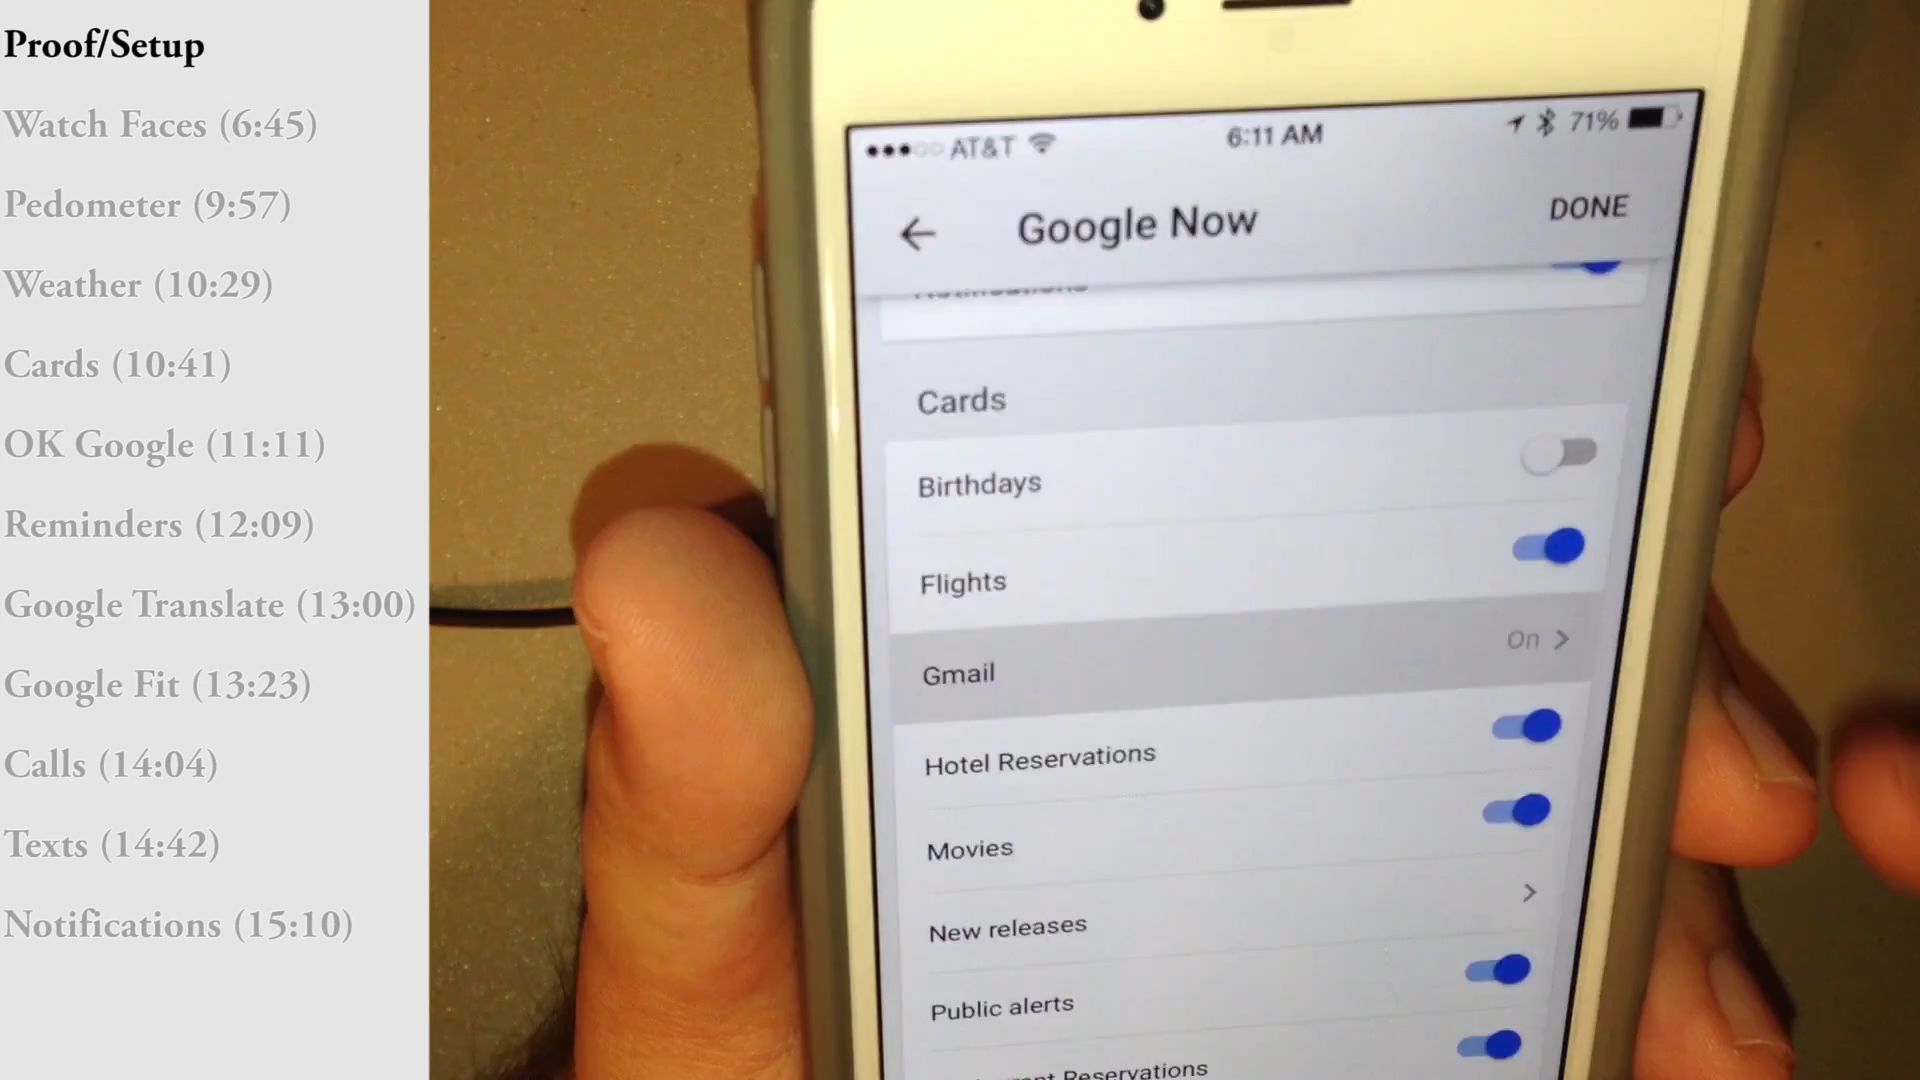 Proof/Setup
Watch Faces (6:45)
Pedometer (9:57)
Weather (10:29)
Cards (10:41)
OK Google (11:11)
Reminders (12:09)
Google Translate (13:00)
Google Fit (13:23)
Calls (14:04)
Texts (14:42)
Notifications (15:10)
AT&T 6:11 AM 71%
Google Now DONE
Cards
Birthdays
Flights
Gmail On
Hotel Reservations
Movies
New releases
Public alerts
Reservations